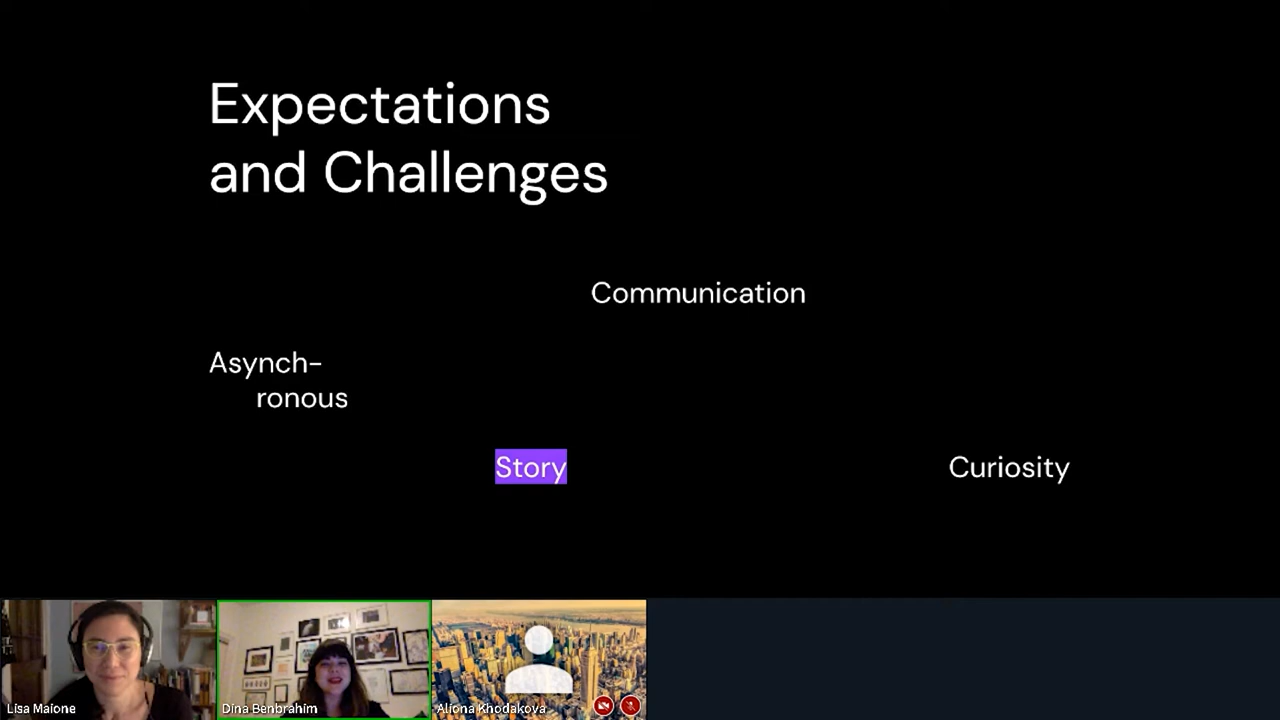 Expectations
and Challenges
Communication
Asynch-
ronous
Story
Curiosity
Lisa Maione
Dina Benbrahim
Aliona Khodakova